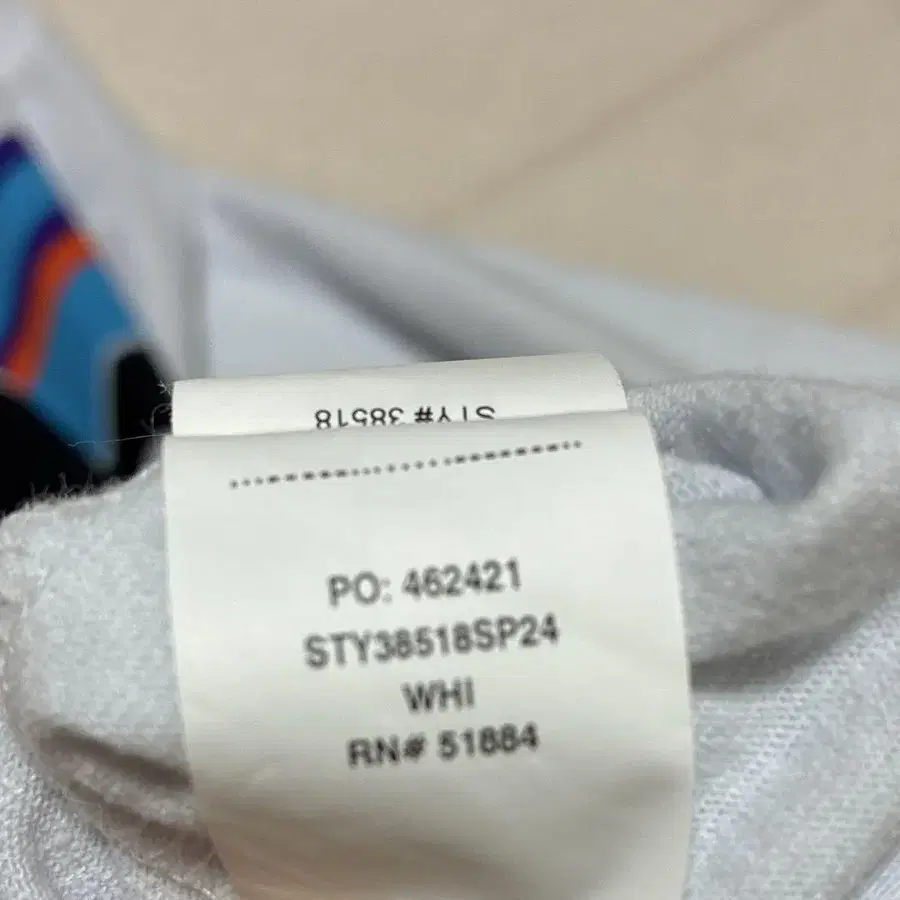 STY# 38518
PO: 462421
STY38518SP24
WHI
RN# 51884